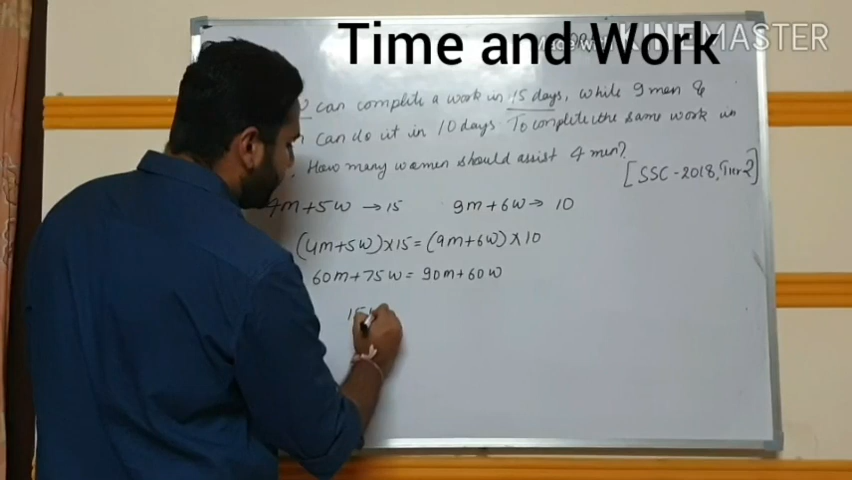 Time and Work
KINEMASTER
can complete a work in 15 days, while 9 men &
can do it in 10 days. To complete the same work in
How many women should assist 4 men?
[SSC-2018, Tier 2]
4m+5w → 15 9m+6w → 10
(4m+5w)×15=(9m+6w)×10
60m+75w=90m+60w
15